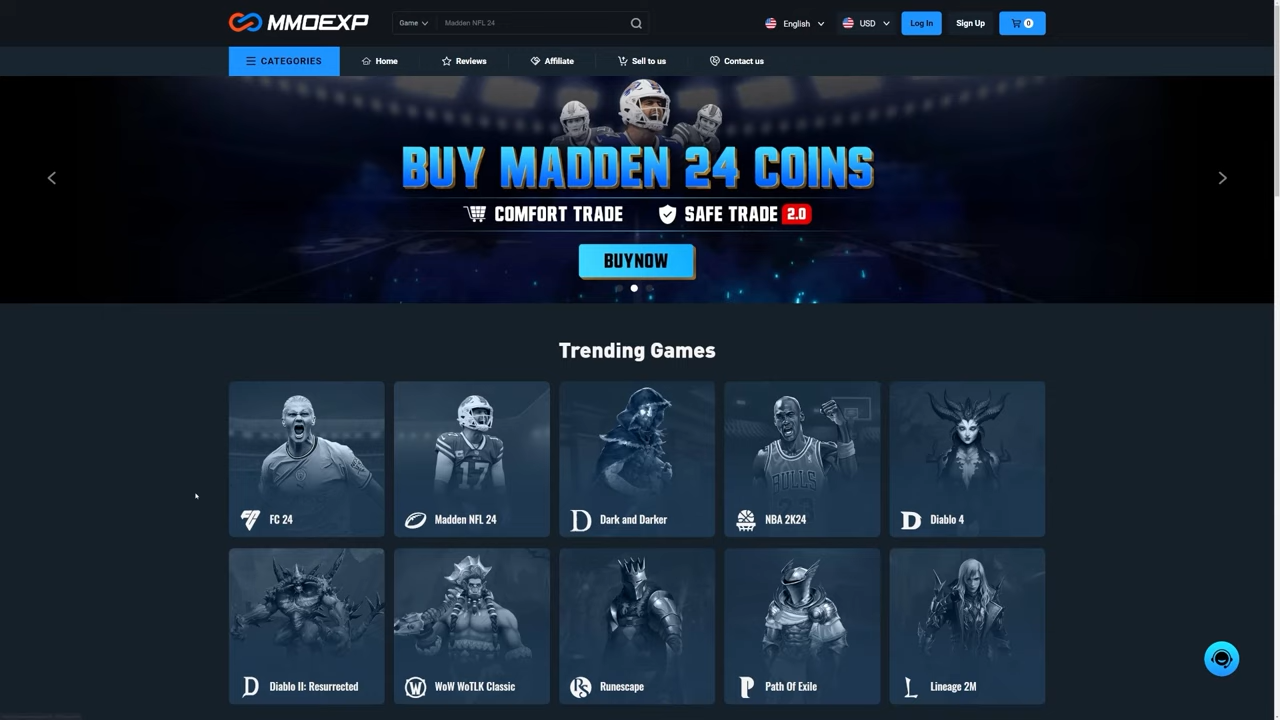 MMOEXP
Game
Madden NFL 24
English
USD
Log In
Sign Up
0
CATEGORIES
Home
Reviews
Affiliate
Sell to us
Contact us
BUY MADDEN 24 COINS
COMFORT TRADE
SAFE TRADE 2.0
BUYNOW
Trending Games
FC 24
Madden NFL 24
Dark and Darker
NBA 2K24
Diablo 4
Diablo II: Resurrected
WoW WoTLK Classic
Runescape
Path Of Exile
Lineage 2M